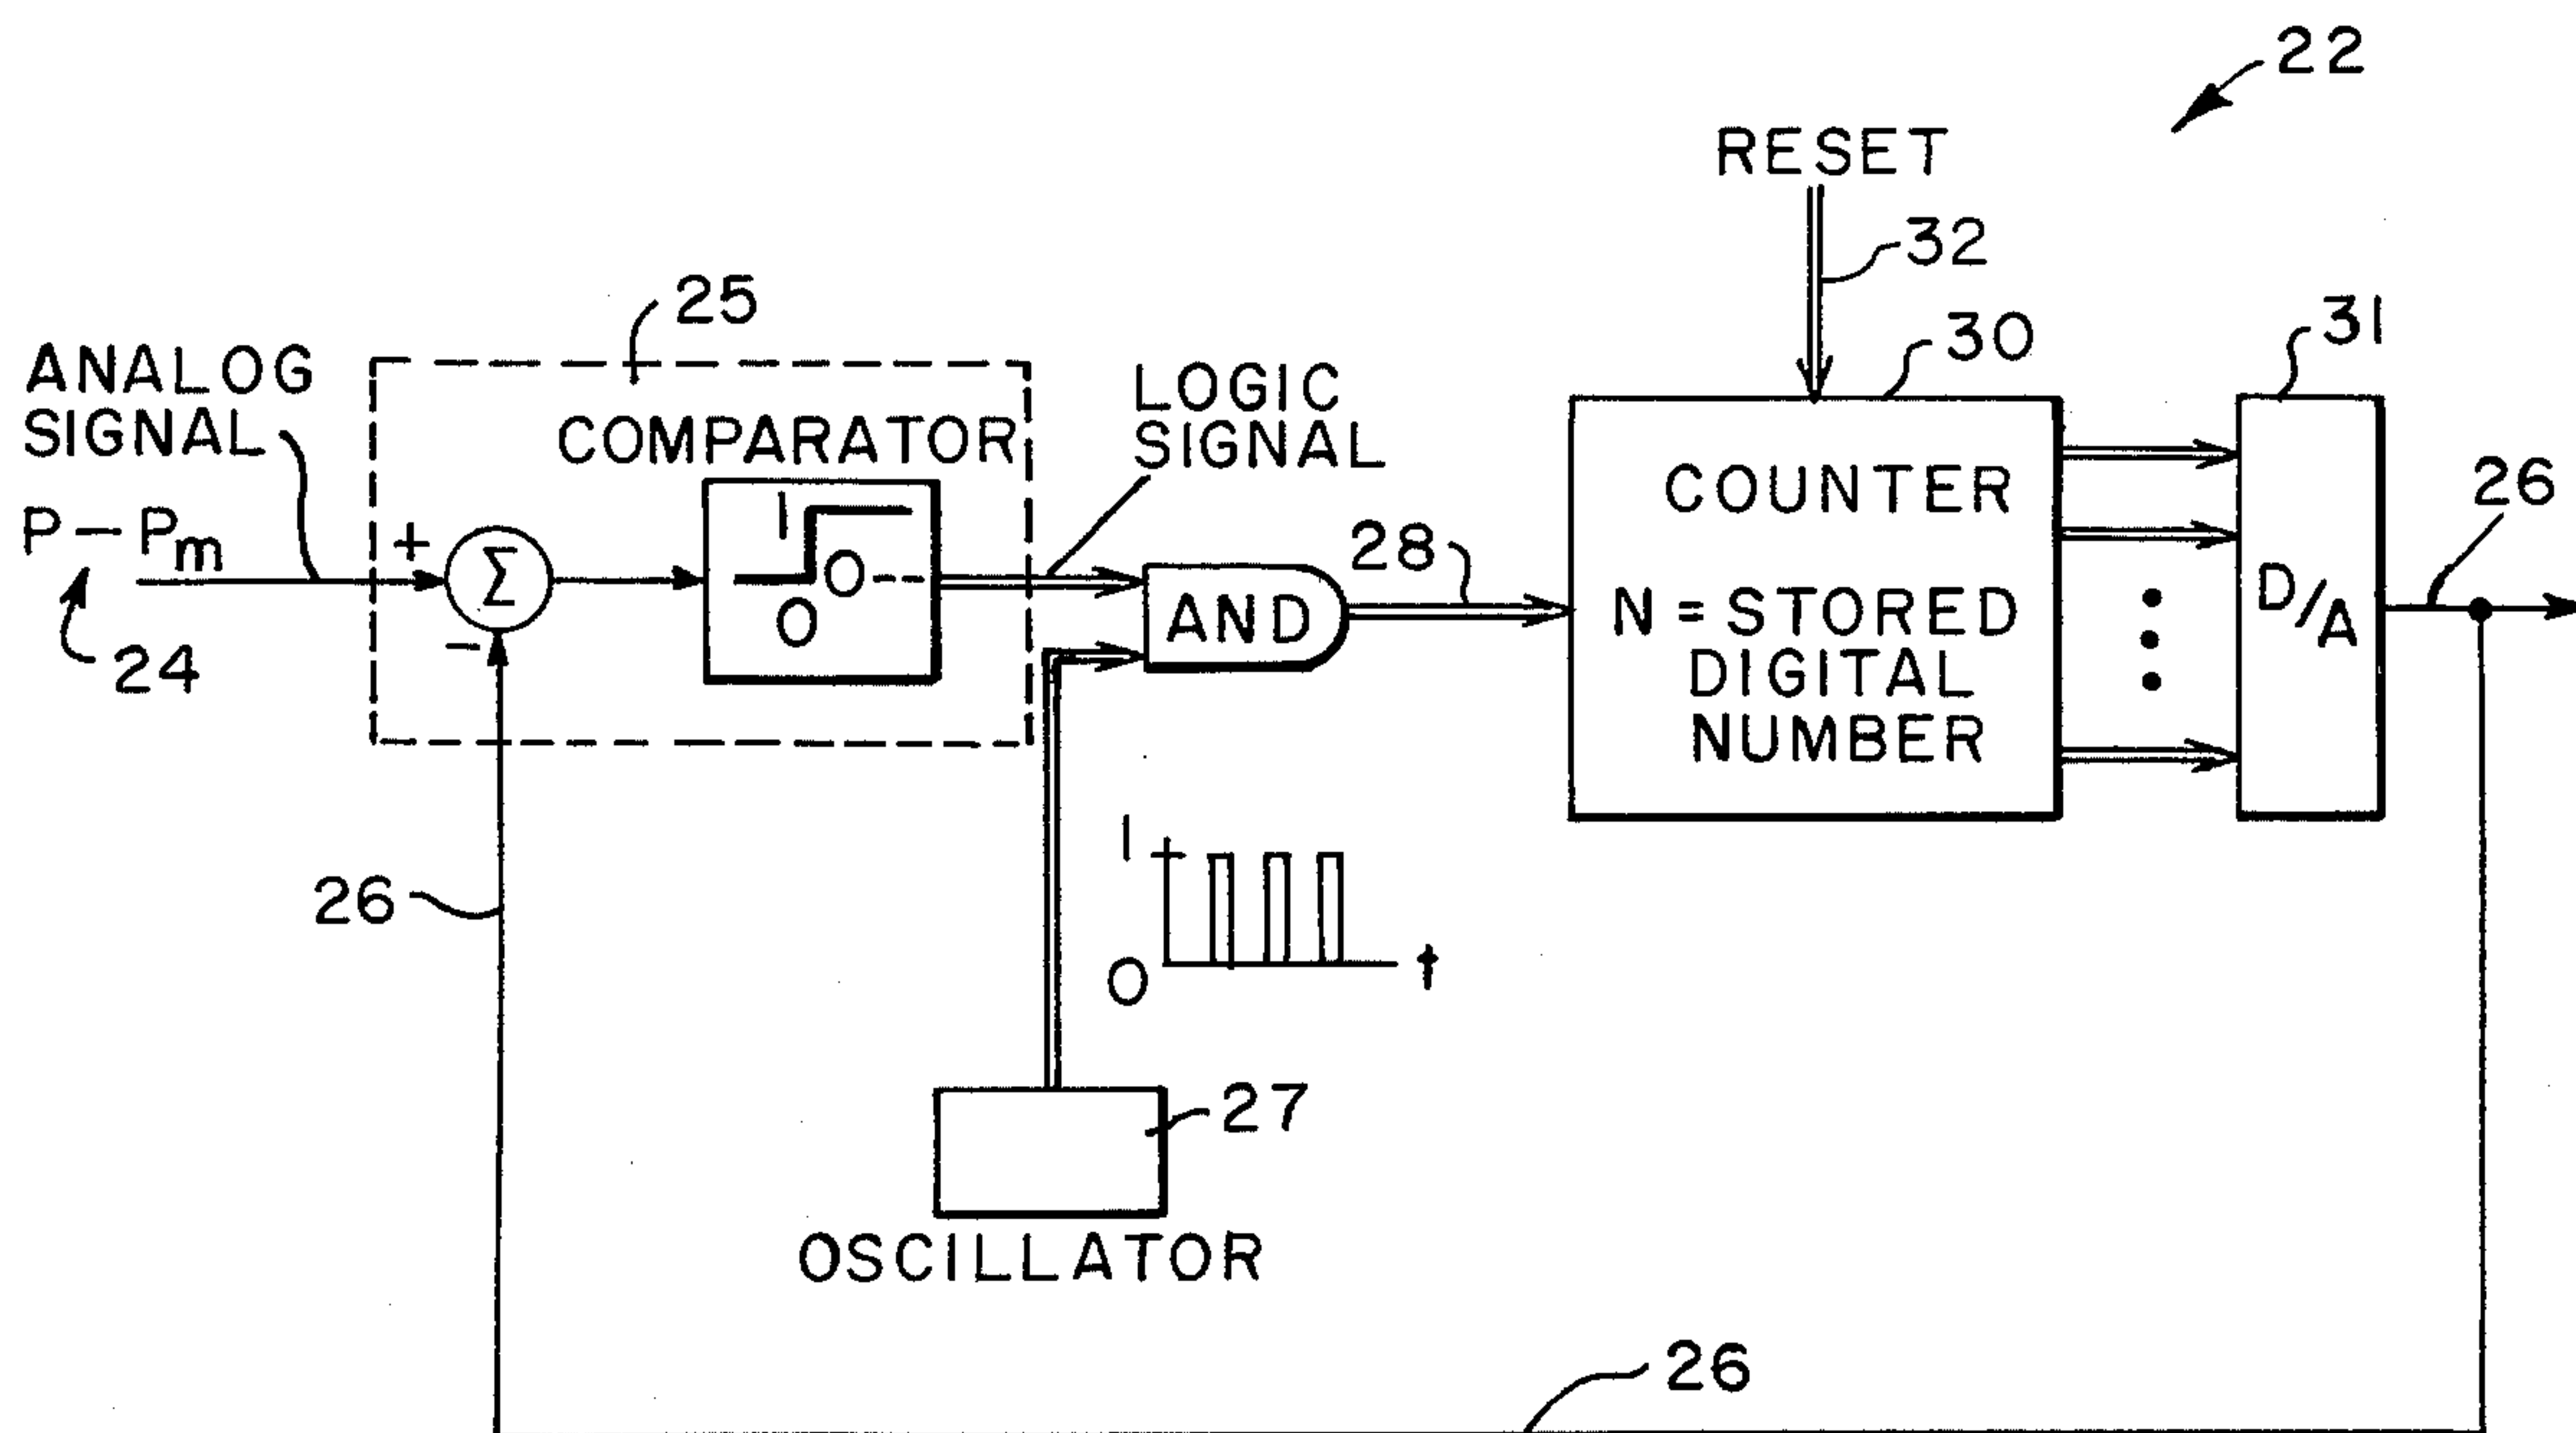 22
RESET
32
25
30
31
ANALOG
SIGNAL
LOGIC
SIGNAL
COMPARATOR
COUNTER
26
P - Pm
+
Σ
1
0
0
-
24
AND
28
N = STORED
DIGITAL
NUMBER
D/A
26
1
0
t
27
OSCILLATOR
26